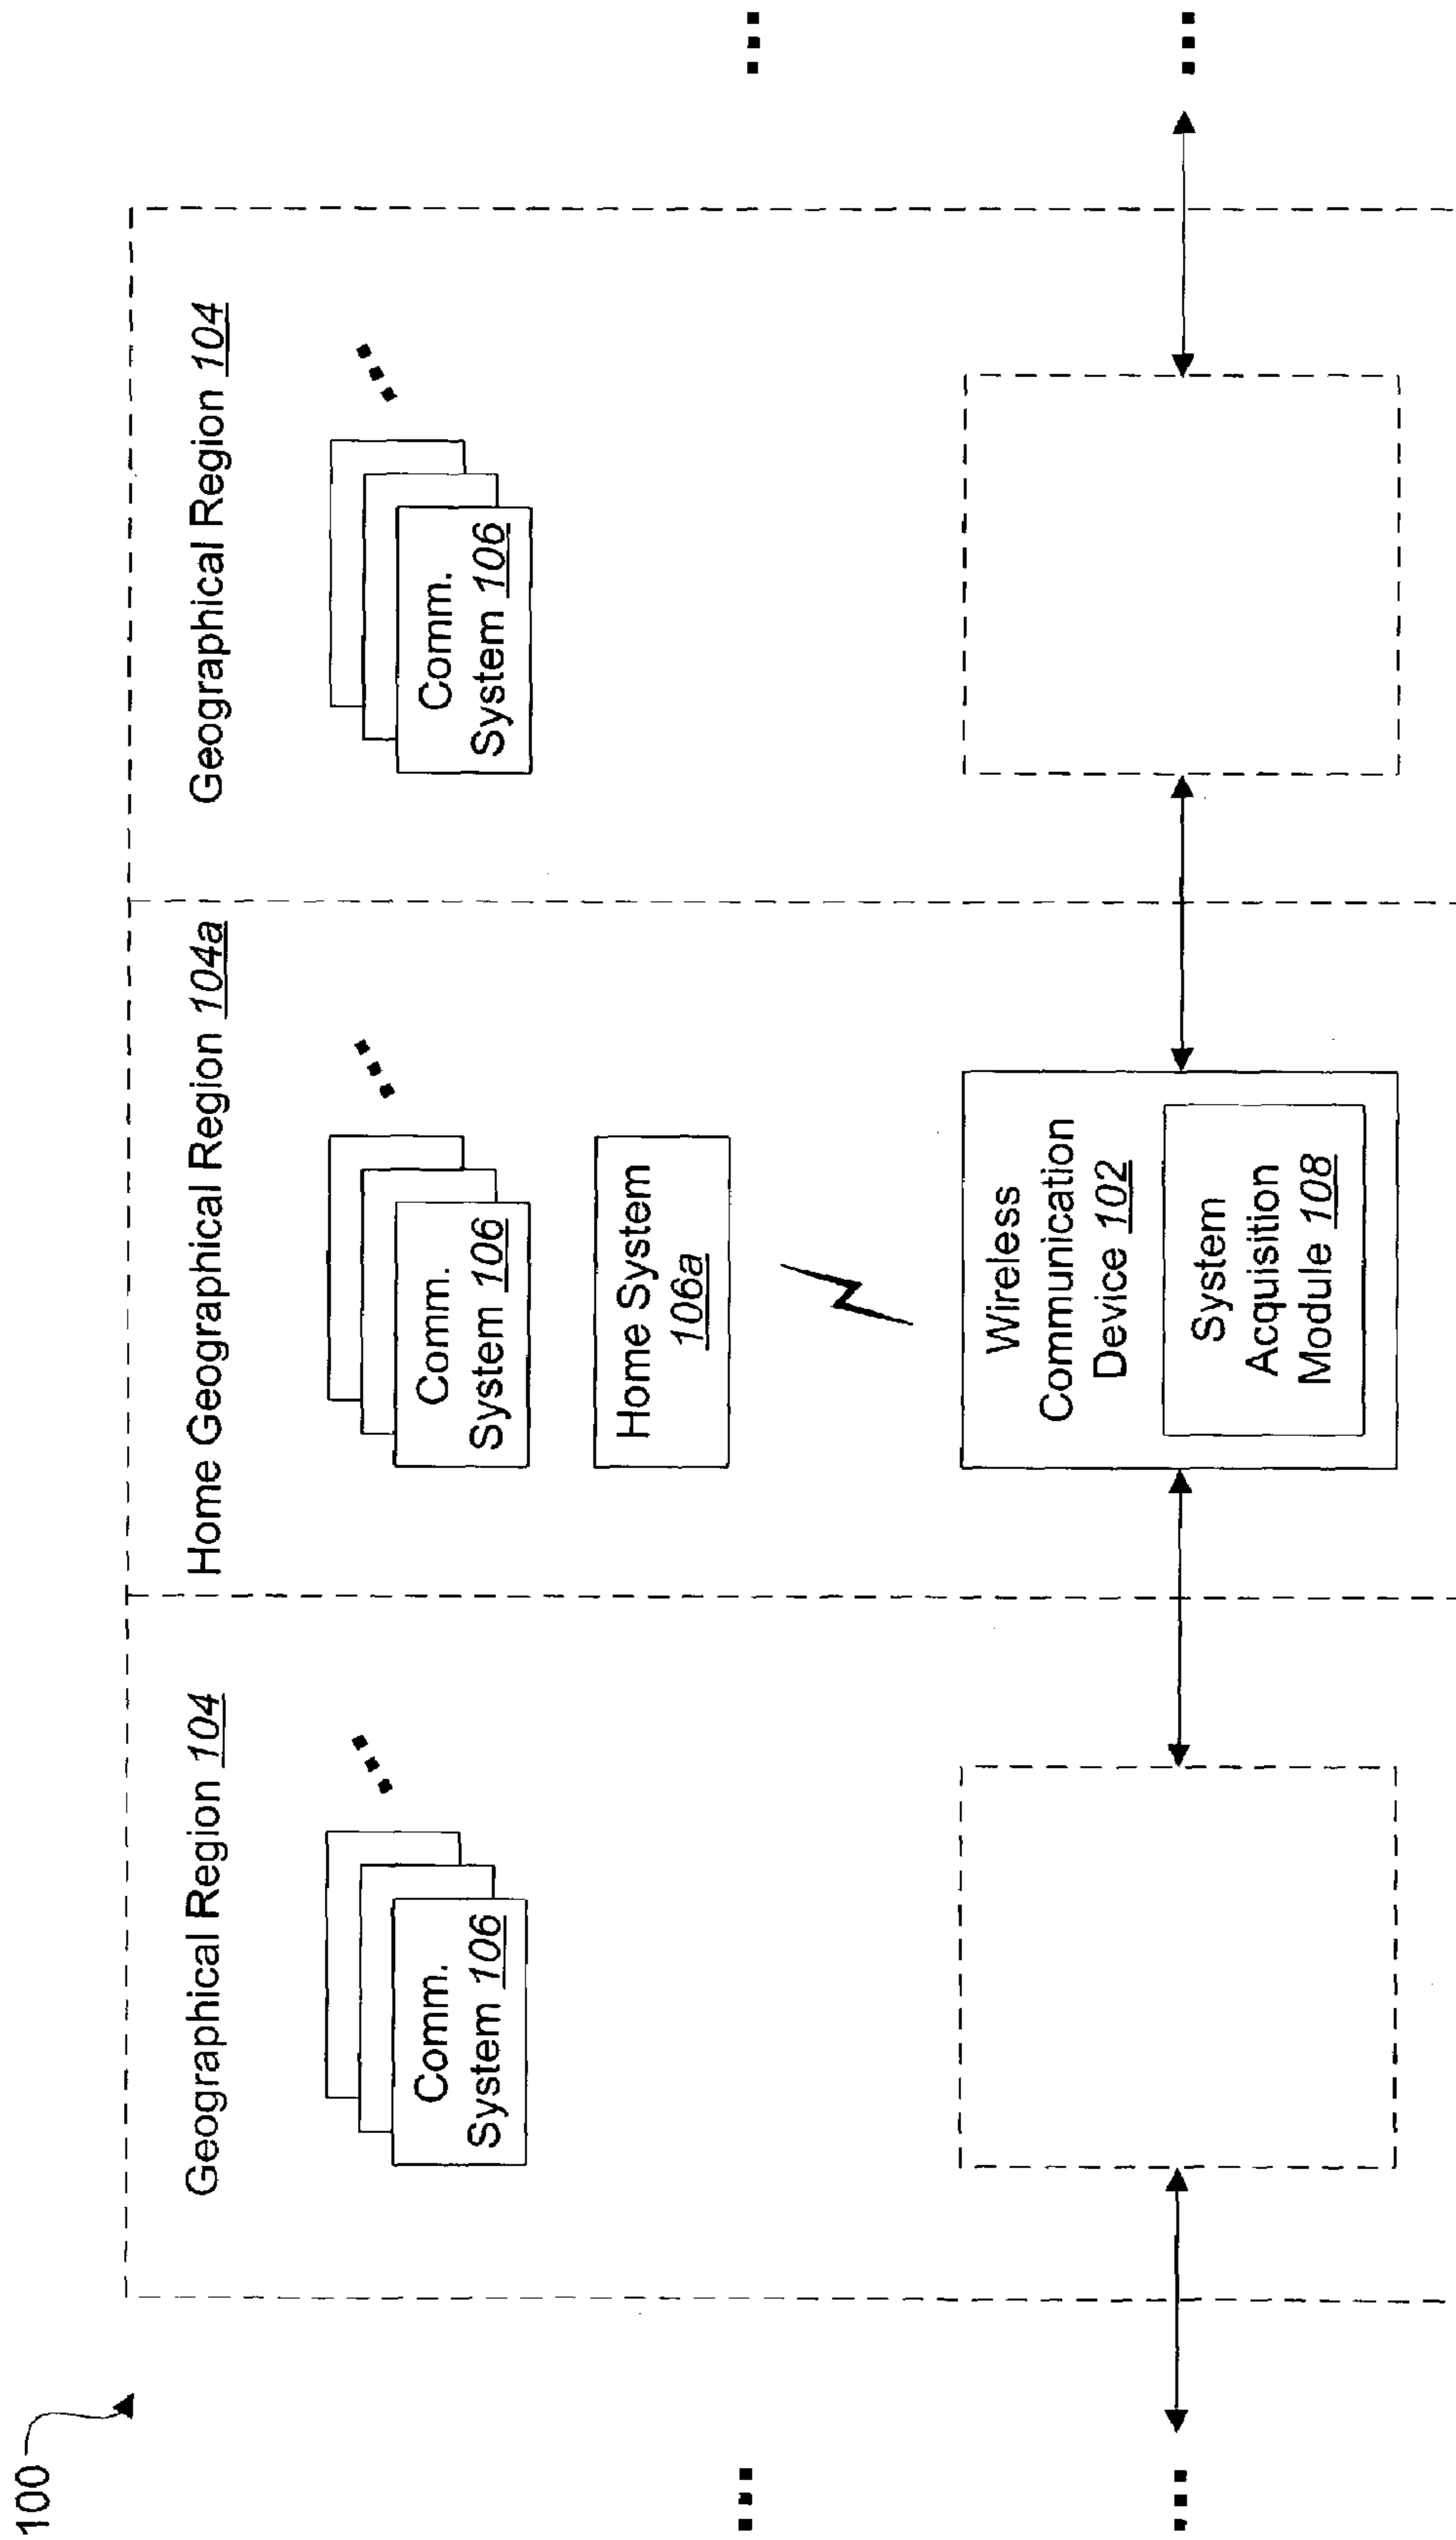 100
Geographical Region 104
Comm.
System 106
Home Geographical Region 104a
Comm.
System 106
Home System
106a
Wireless
Communication
Device 102
System
Acquisition
Module 108
Geographical Region 104
Comm.
System 106